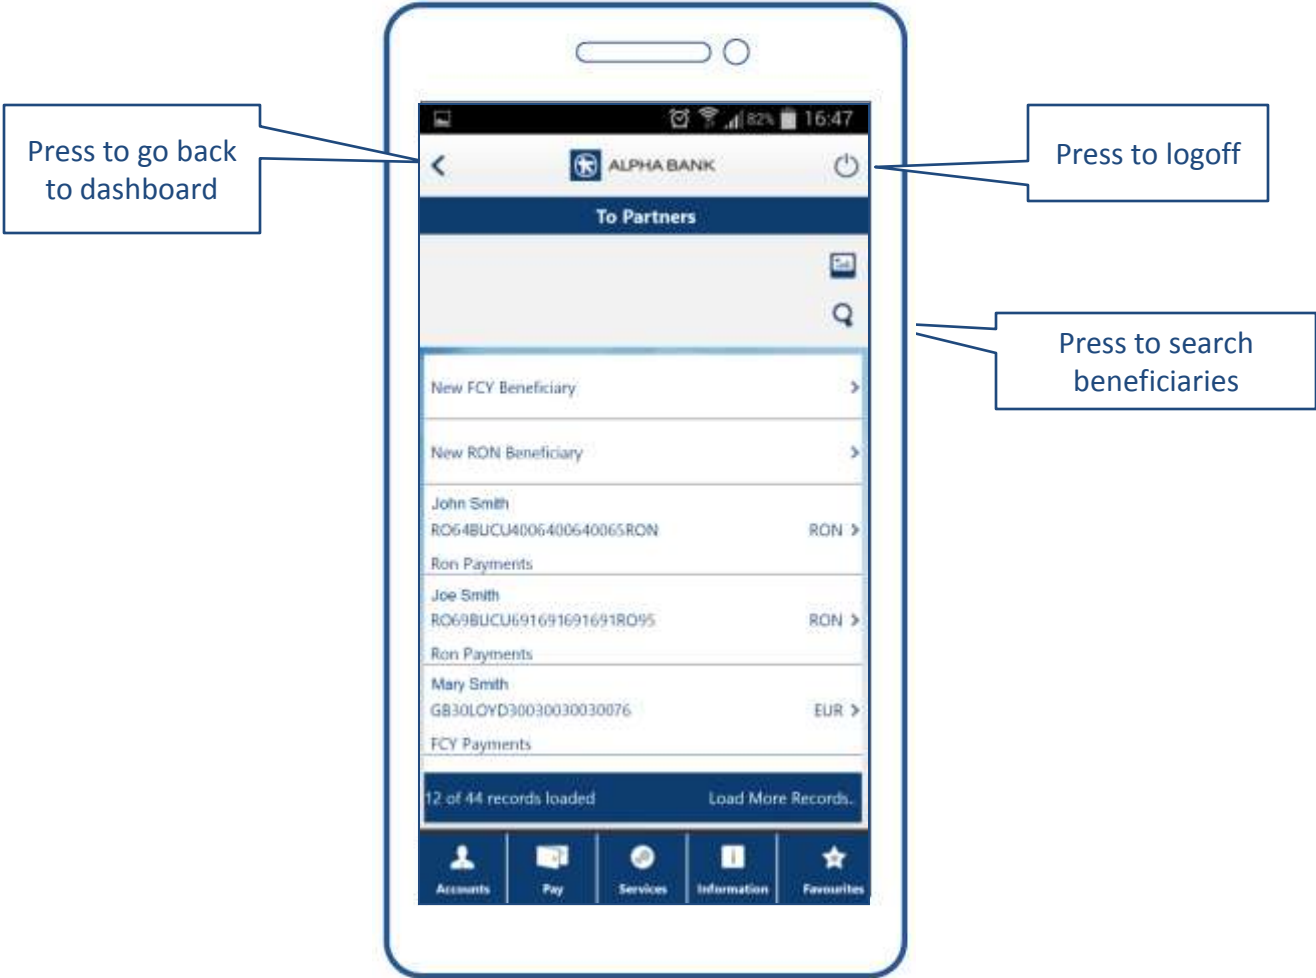 82% 16:47
Press to go back
to dashboard
ALPHA BANK
Press to logoff
To Partners
Press to search
beneficiaries
New FCY Beneficiary
New RON Beneficiary
John Smith
RO64BUCU4006400640065RON
RON
Ron Payments
Joe Smith
RO69BUCU691691691691RO95
RON
Ron Payments
Mary Smith
GB30LOYD30030030030076
EUR
FCY Payments
12 of 44 records loaded
Load More Records.
Accounts
Pay
Services
Information
Favourites